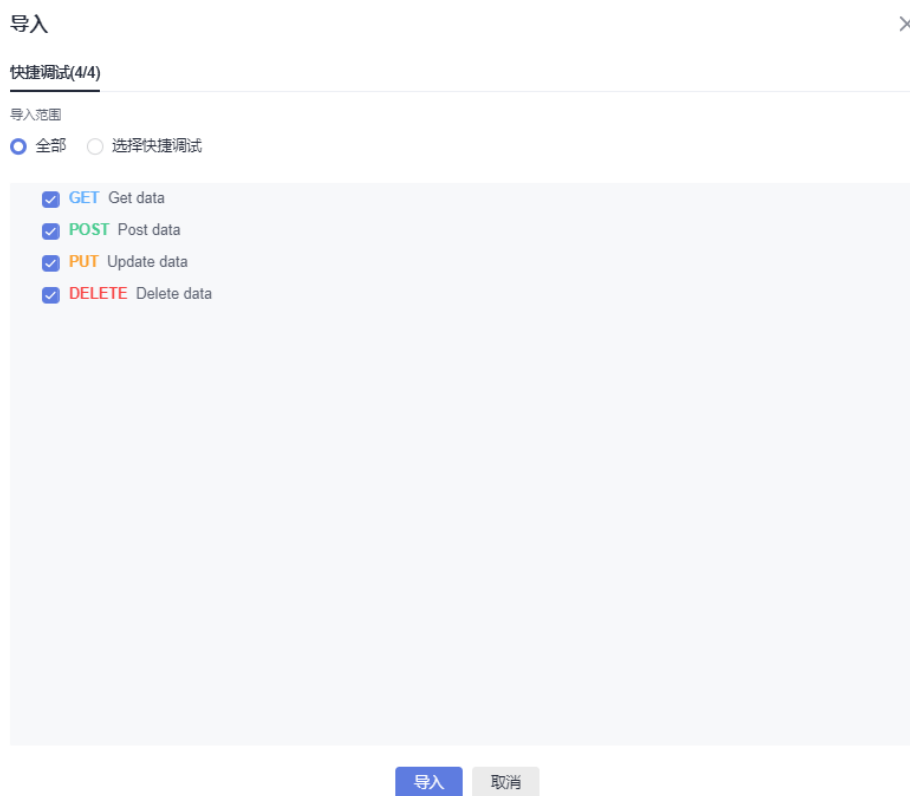 导入
快捷调试(4/4)
导入范围
全部 选择快捷调试
GET Get data
POST Post data
PUT Update data
DELETE Delete data
导入 取消